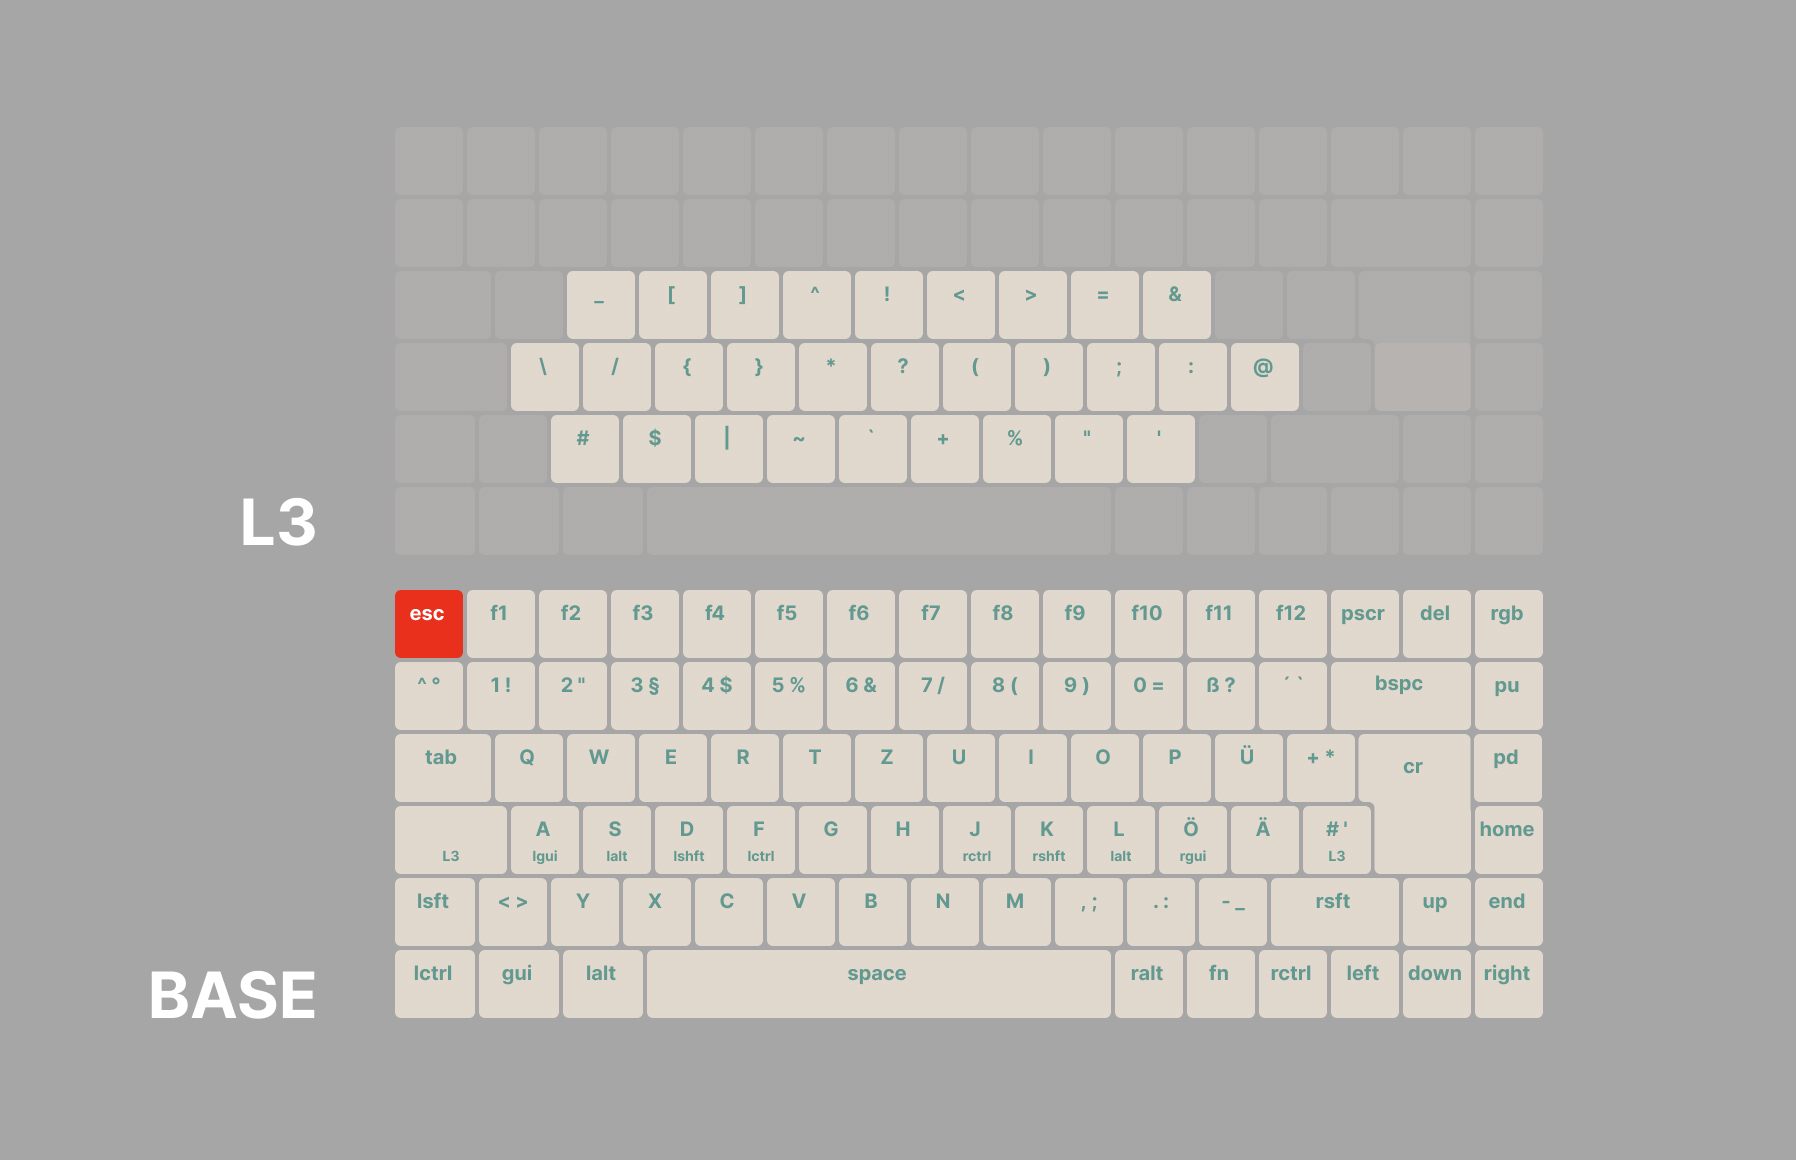 _ [ ] ^ ! < > = &
\ / { } * ? ( ) ; : @
# $ | ~ ` + % " '
L3
esc f1 f2 f3 f4 f5 f6 f7 f8 f9 f10 f11 f12 pscr del rgb
^ ° 1 ! 2 " 3 § 4 $ 5 % 6 & 7 / 8 ( 9 ) 0 = ß ? ´ ` bspc pu
tab Q W E R T Z U I O P Ü + * cr pd
A S D F G H J K L Ö Ä # ' home
L3 lgui lalt lshft lctrl rctrl rshft lalt rgui L3
lsft < > Y X C V B N M , ; . : - _ rsft up end
BASE
lctrl gui lalt space ralt fn rctrl left down right